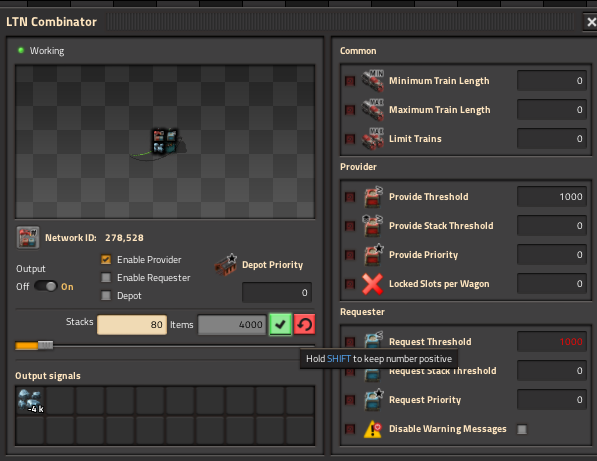 LTN Combinator
Working
Network ID: 278,528
Output
Off On
Enable Provider
Enable Requester
Depot
Depot Priority
0
Stacks 80 Items 4000
Output signals
-4 k
Common
MIN
Minimum Train Length 0
MAX
Maximum Train Length 0
MAX
Limit Trains 0
Provider
Provide Threshold 1000
Provide Stack Threshold 0
Provide Priority 0
Locked Slots per Wagon 0
Requester
Request Threshold 1000
Hold SHIFT to keep number positive
Request Stack Threshold 0
Request Priority 0
Disable Warning Messages